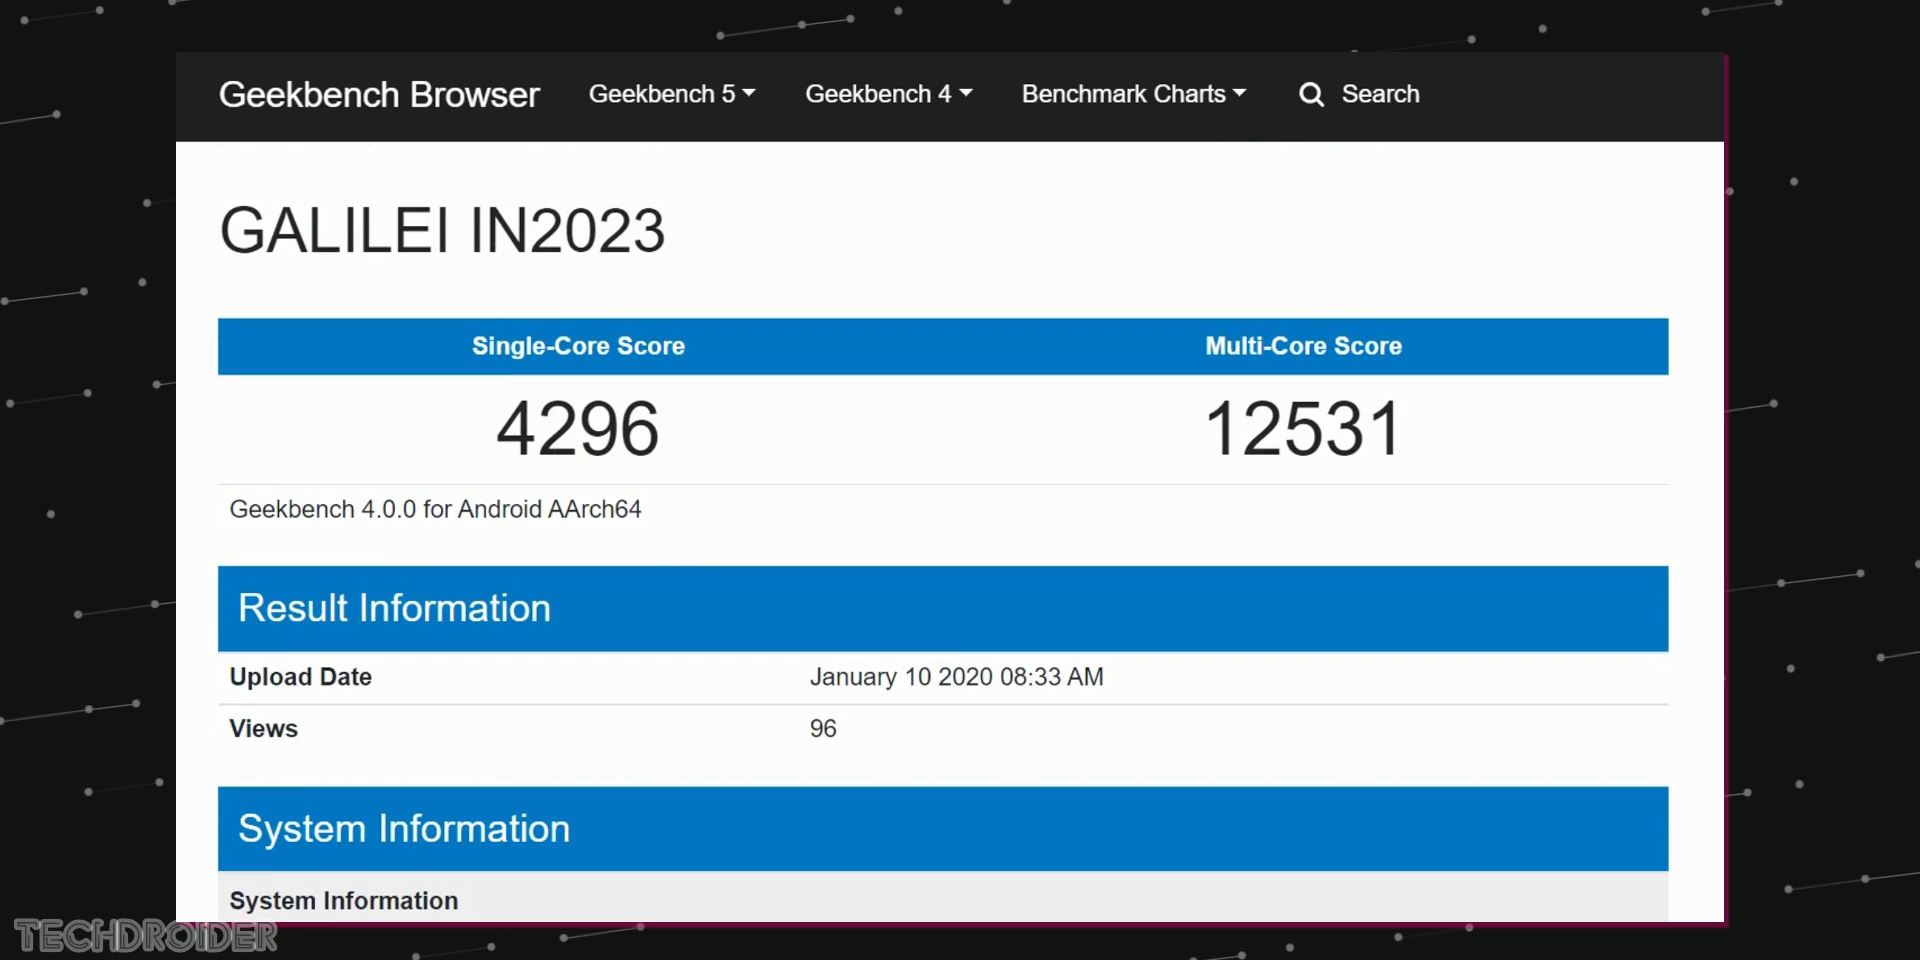 Geekbench Browser Geekbench 5 Geekbench 4 Benchmark Charts Search
GALILEI IN2023
Single-Core Score Multi-Core Score
4296 12531
Geekbench 4.0.0 for Android AArch64
Result Information
Upload Date January 10 2020 08:33 AM
Views 96
System Information
System Information
TECHDROIDER